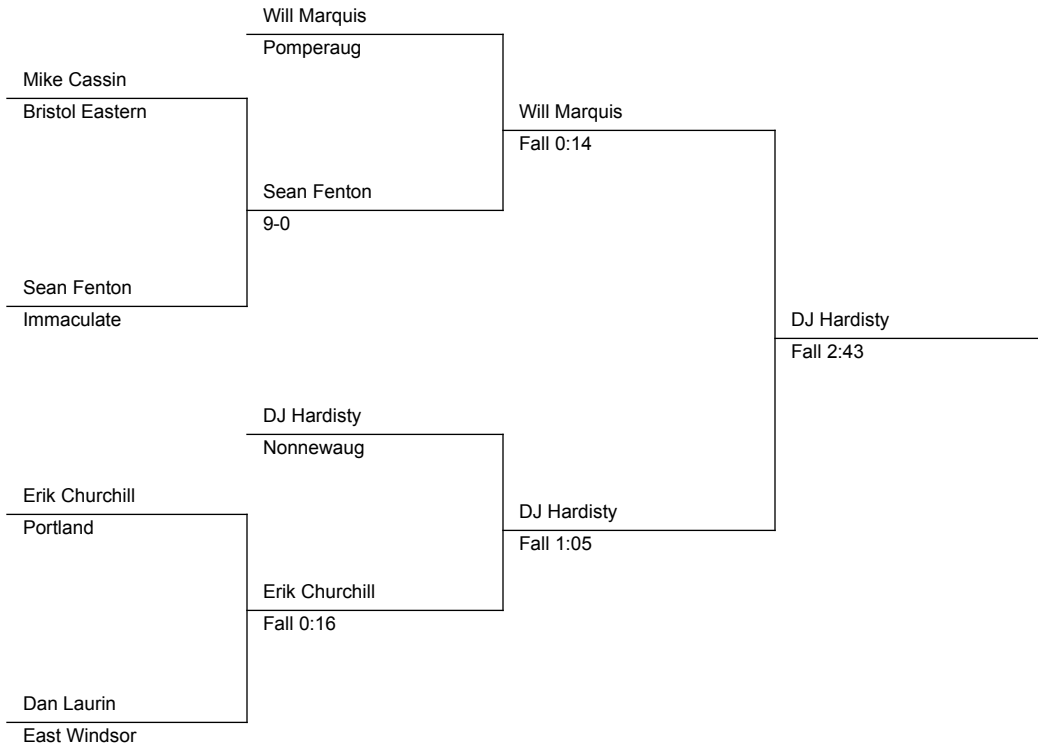 Will Marquis
Pomperaug
Mike Cassin
Bristol Eastern
Will Marquis
Fall 0:14
Sean Fenton
9-0
Sean Fenton
Immaculate
DJ Hardisty
Fall 2:43
DJ Hardisty
Nonnewaug
Erik Churchill
Portland
DJ Hardisty
Fall 1:05
Erik Churchill
Fall 0:16
Dan Laurin
East Windsor